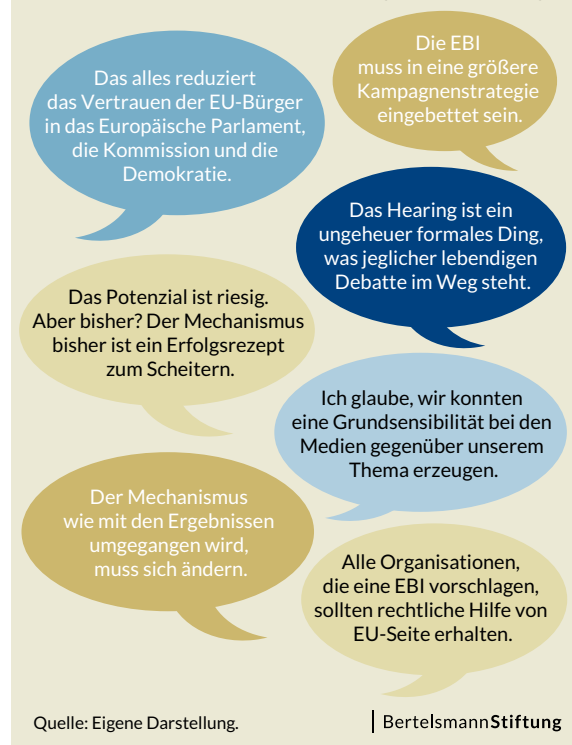 Die EBI
muss in eine größere
Kampagnenstrategie
eingebettet sein.
Das alles reduziert
das Vertrauen der EU-Bürger
in das Europäische Parlament,
die Kommission und die
Demokratie.
Das Hearing ist ein
ungeheuer formales Ding,
was jeglicher lebendigen
Debatte im Weg steht.
Das Potenzial ist riesig.
Aber bisher? Der Mechanismus
bisher ist ein Erfolgsrezept
zum Scheitern.
Ich glaube, wir konnten
eine Grundsensibilität bei den
Medien gegenüber unserem
Thema erzeugen.
Der Mechanismus
wie mit den Ergebnissen
umgegangen wird,
muss sich ändern.
Alle Organisationen,
die eine EBI vorschlagen,
sollten rechtliche Hilfe von
EU-Seite erhalten.
Quelle: Eigene Darstellung.
BertelsmannStiftung